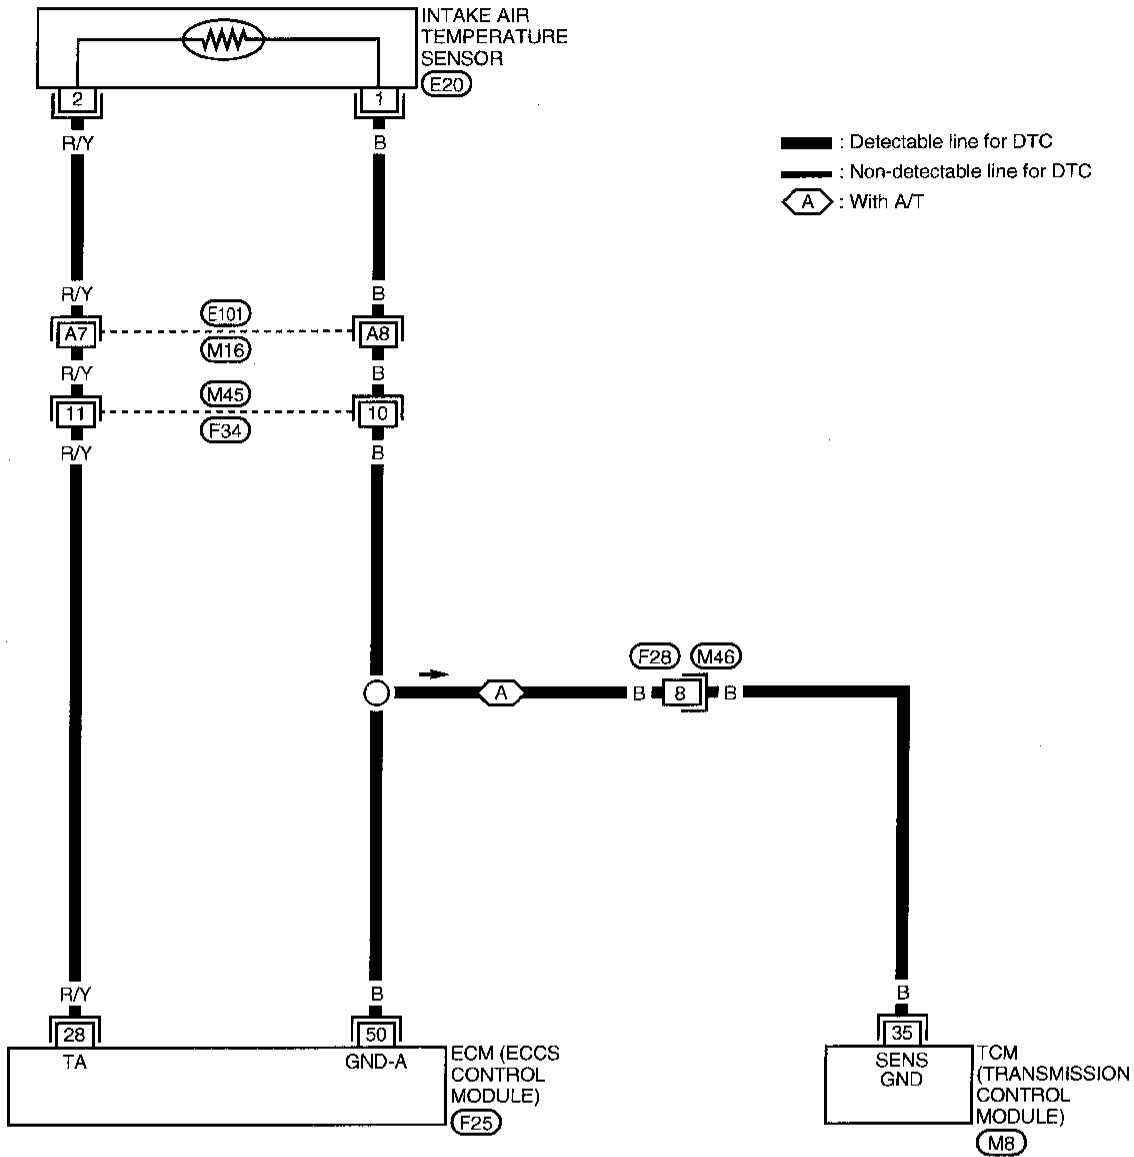 INTAKE AIR
TEMPERATURE
SENSOR
E20
2
1
R/Y
B
: Detectable line for DTC
: Non-detectable line for DTC
A : With A/T
R/Y
B
E101
A7
A8
M16
R/Y
B
M45
11
10
F34
R/Y
B
F28
M46
A
B
8
B
R/Y
B
B
28
50
35
TA
GND-A
ECM (ECCS
CONTROL
MODULE)
F25
SENS
GND
TCM
(TRANSMISSION
CONTROL
MODULE)
M8